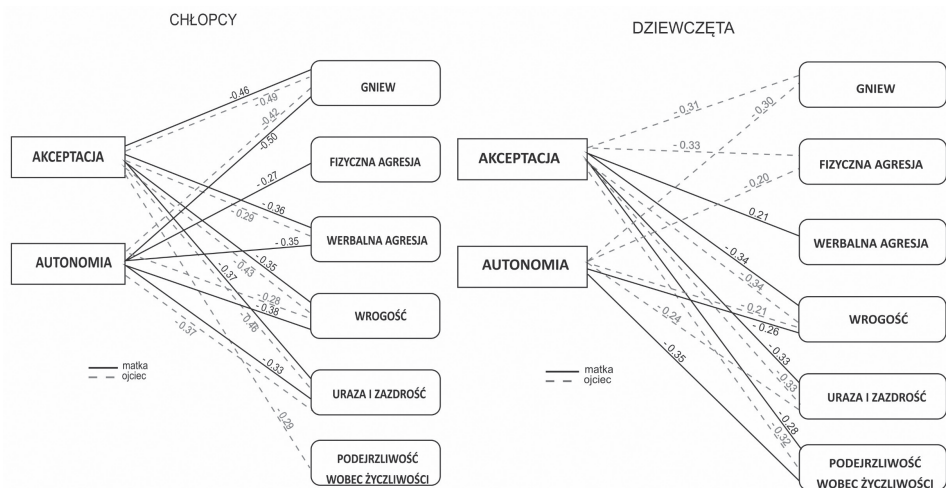 CHŁOPCY
AKCEPTACJA
AUTONOMIA
GNIEW
FIZYCZNA AGRESJA
WERBALNA AGRESJA
WROGOŚĆ
URAZA I ZAZDROŚĆ
PODEJRZLIWOŚĆ
WOBEC ŻYCZLIWOŚCI
-0.46
-0.49
-0.42
-0.50
-0.27
-0.36
-0.29
-0.35
-0.35
-0.43
-0.37
-0.28
-0.38
-0.46
-0.37
-0.33
-0.29
matka
ojciec
DZIEWCZĘTA
AKCEPTACJA
AUTONOMIA
GNIEW
FIZYCZNA AGRESJA
WERBALNA AGRESJA
WROGOŚĆ
URAZA I ZAZDROŚĆ
PODEJRZLIWOŚĆ
WOBEC ŻYCZLIWOŚCI
-0.31
-0.30
-0.33
-0.20
0.21
-0.34
-0.34
-0.21
-0.26
-0.24
-0.33
-0.33
-0.35
-0.28
-0.32
matka
ojciec